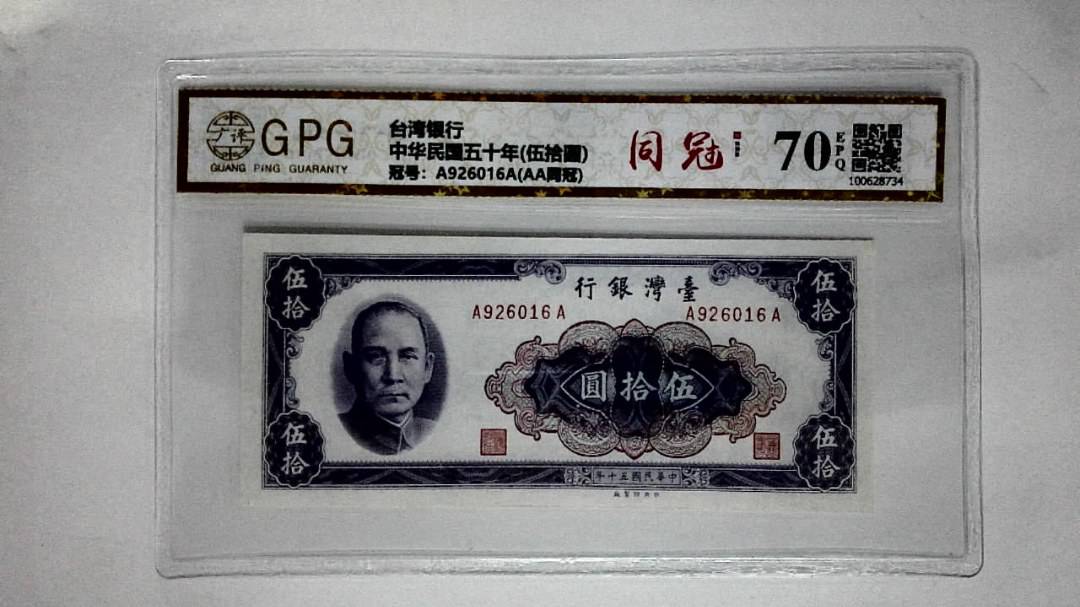 GPG
GUANG PING GUARANTY
台湾银行
中华民国五十年(伍拾圆)
冠号：A926016A(AA同冠)
同冠
70
EPQ
100628734
伍拾
伍拾
行銀灣臺
A926016A
A926016A
圓拾伍
伍拾
伍拾
年十五國民華中